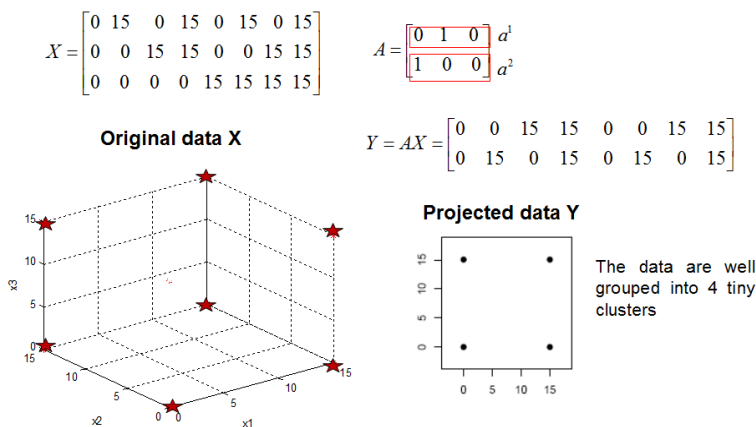 X = [0 15 0 15 0 15 0 15
0 0 15 15 0 0 15 15
0 0 0 0 15 15 15 15]
A = [0 1 0
1 0 0]
a¹
a²
Y = AX = [0 0 15 15 0 0 15 15
0 15 0 15 0 15 0 15]
Original data X
15
10
5
0
x3
15
10
5
0
x2
0
5
10
15
x1
Projected data Y
15
10
5
0
0 5 10 15
The data are well
grouped into 4 tiny
clusters